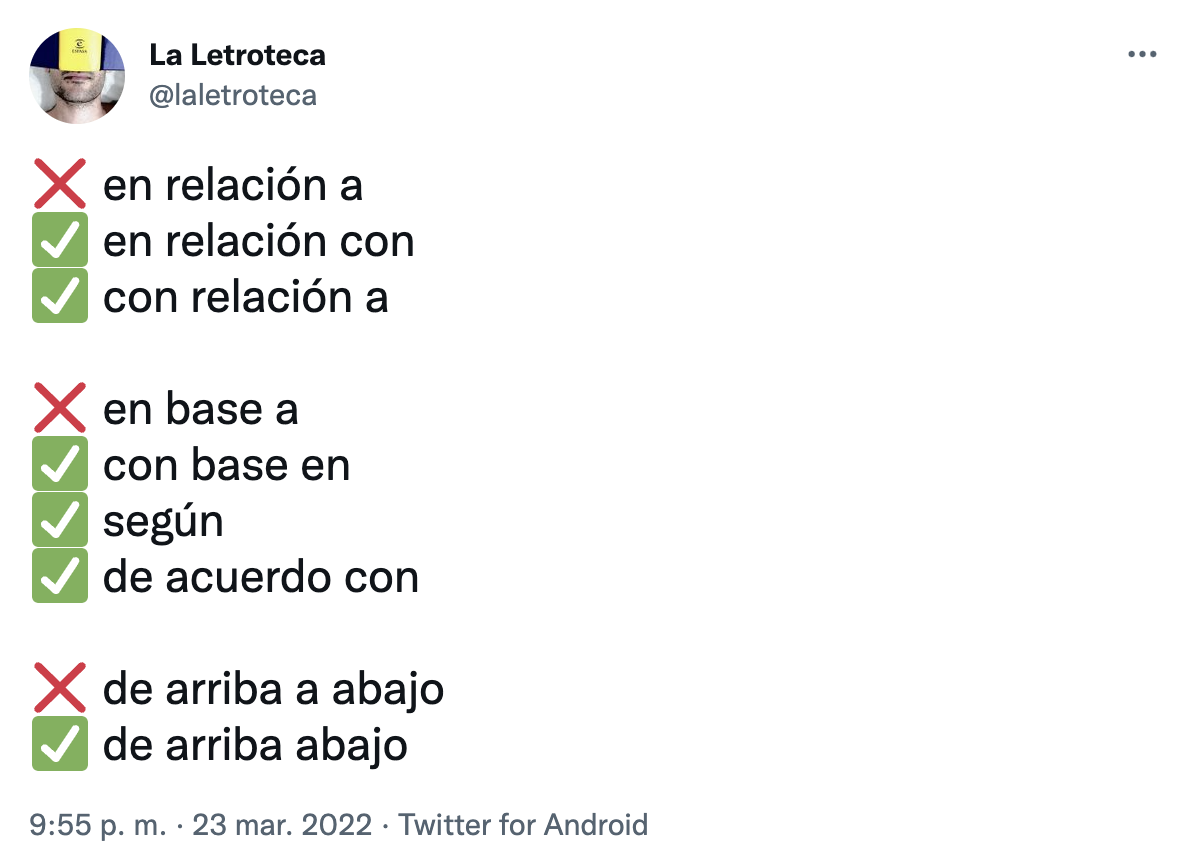 La Letroteca
@laletroteca
❌ en relación a
✅ en relación con
✅ con relación a
❌ en base a
✅ con base en
✅ según
✅ de acuerdo con
❌ de arriba a abajo
✅ de arriba abajo
9:55 p. m. · 23 mar. 2022 · Twitter for Android